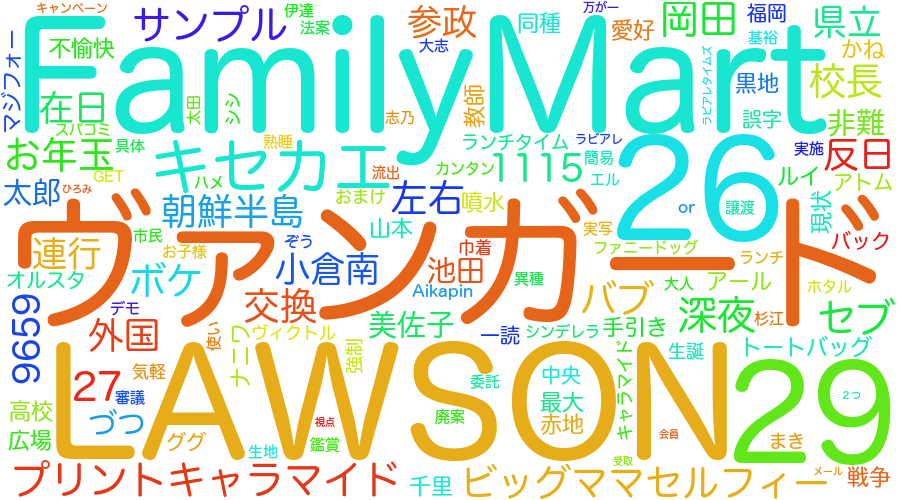 キャンペーン
サンプル
伊達
法案
不愉快
マジフォー
FamilyMart
大志
参政
同種
万が一
愛好
岡田
福岡
基裕
県立
かね
校長
在日
スパコミ
具体
お年玉
GET
太郎
ひろみ
ハメ
太田
シシ
熟睡
キセカエ
おまけ
流出
カンタン
志乃
教師
ランチタイム
ラピアレ
1115
簡易
エル
噴水
26
ラピアレタイムズ
黒地
誤字
非難
実施
反日
ルイ
アトム
or
譲渡
現状
バック
朝鮮半島
左右
山本
実写
市民
お子様
ぞう
連行
ヴァンガード
オルスタ
ボケ
小倉南
巾着
池田
Aikapin
異種
ファニードッグ
大人
ランチ
アール
ホタル
9659
デモ
外国
交換
使い
ナニワ
ヴィクトル
強制
美佐子
一読
シンデレラ
バブ
手引き
深夜
杉江
セブ
27
気軽
審議
LAWSON
委託
中央
最大
キャラマイド
生誕
トートバッグ
29
2つ
高校
広場
づつ
ググ
生地
視点
鑑賞
廃案
赤地
会員
まき
プリントキャラマイド
千里
ビッグママセルフィー
受取
メール
戦争